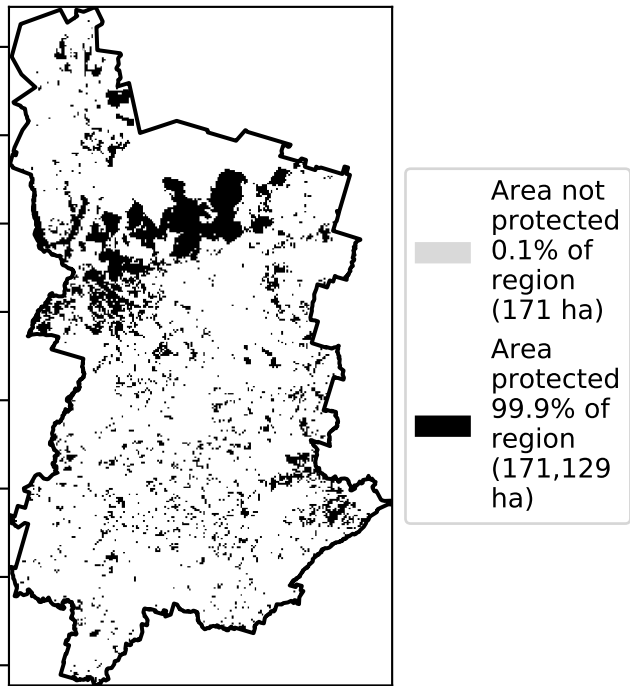 Area not
protected
0.1% of
region
(171 ha)
Area
protected
99.9% of
region
(171,129
ha)